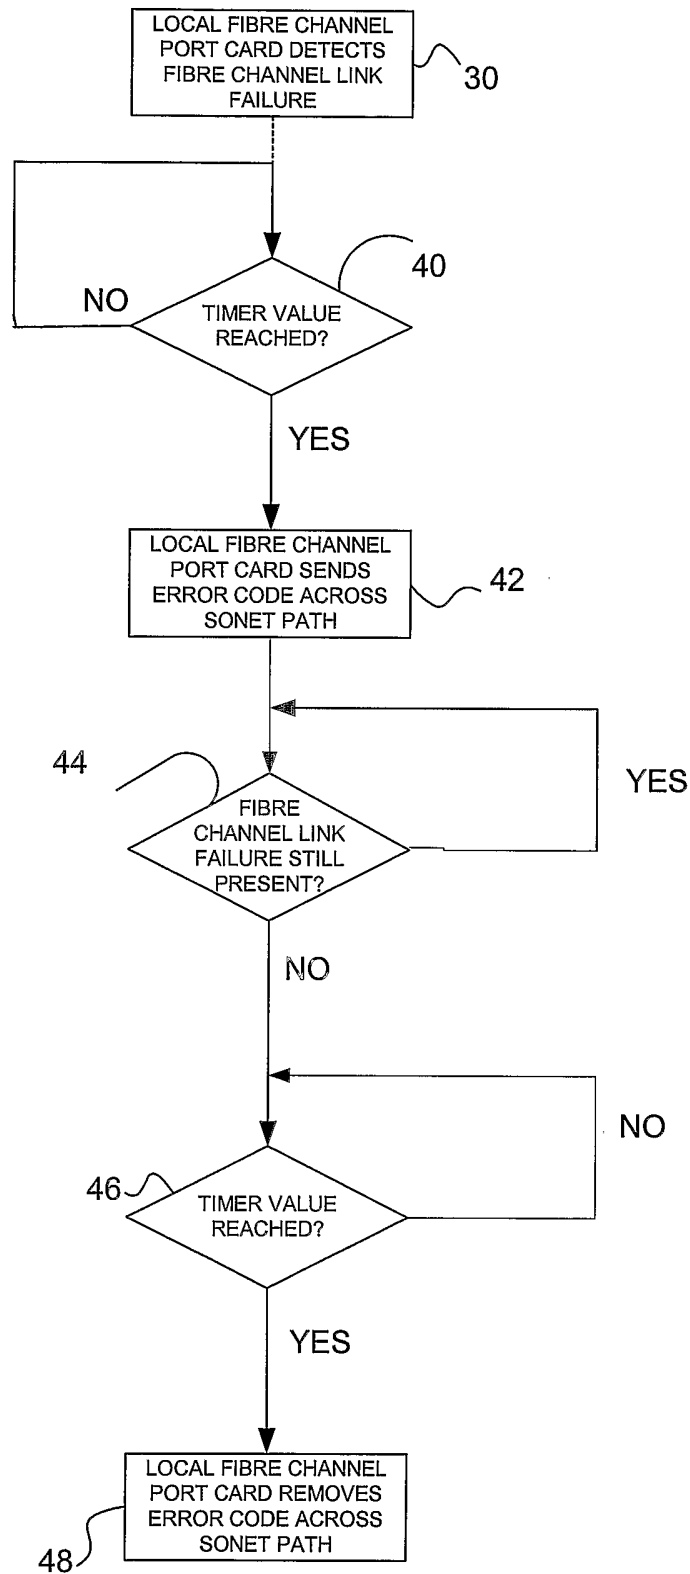 LOCAL FIBRE CHANNEL
PORT CARD DETECTS
FIBRE CHANNEL LINK
FAILURE
30
40
NO
TIMER VALUE
REACHED?
YES
LOCAL FIBRE CHANNEL
PORT CARD SENDS
ERROR CODE ACROSS
SONET PATH
42
44
YES
FIBRE
CHANNEL LINK
FAILURE STILL
PRESENT?
NO
NO
46
TIMER VALUE
REACHED?
YES
LOCAL FIBRE CHANNEL
PORT CARD REMOVES
ERROR CODE ACROSS
SONET PATH
48